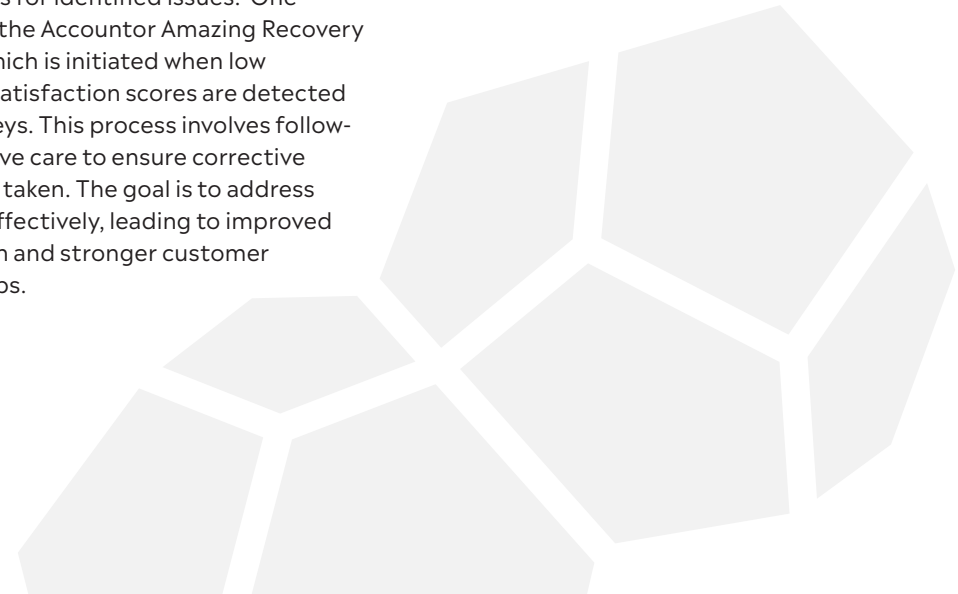 s for identified issues. One
the Accountor Amazing Recovery
hich is initiated when low
atisfaction scores are detected
eys. This process involves follow-
ve care to ensure corrective
taken. The goal is to address
ffectively, leading to improved
n and stronger customer
ps.